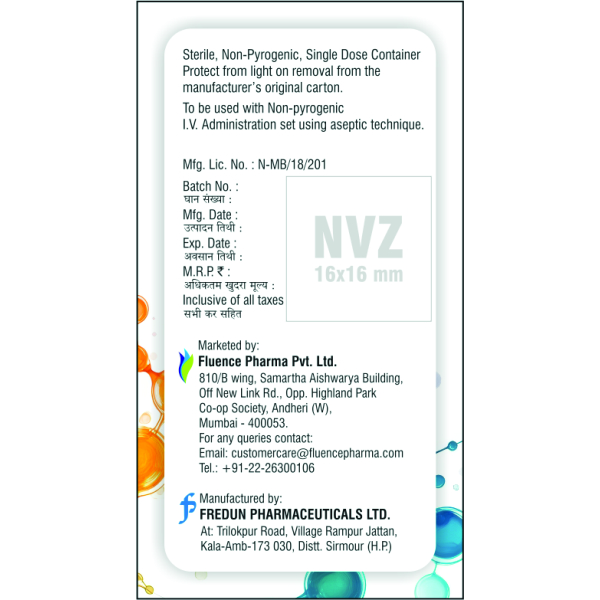 Sterile, Non-Pyrogenic, Single Dose Container
Protect from light on removal from the
manufacturer's original carton.
To be used with Non-pyrogenic
I.V. Administration set using aseptic technique.
Mfg. Lic. No. : N-MB/18/201
Batch No. :
घान संख्या :
Mfg. Date :
उत्पादन तिथी :
Exp. Date :
अवसान तिथी :
M.R.P. ₹ :
अधिकतम खुदरा मूल्य :
Inclusive of all taxes
सभी कर सहित
NVZ
16x16 mm
Marketed by:
Fluence Pharma Pvt. Ltd.
810/B wing, Samartha Aishwarya Building,
Off New Link Rd., Opp. Highland Park
Co-op Society, Andheri (W),
Mumbai - 400053.
For any queries contact:
Email: customercare@fluencepharma.com
Tel.: +91-22-26300106
Manufactured by:
FREDUN PHARMACEUTICALS LTD.
At: Trilokpur Road, Village Rampur Jattan,
Kala-Amb-173 030, Distt. Sirmour (H.P.)